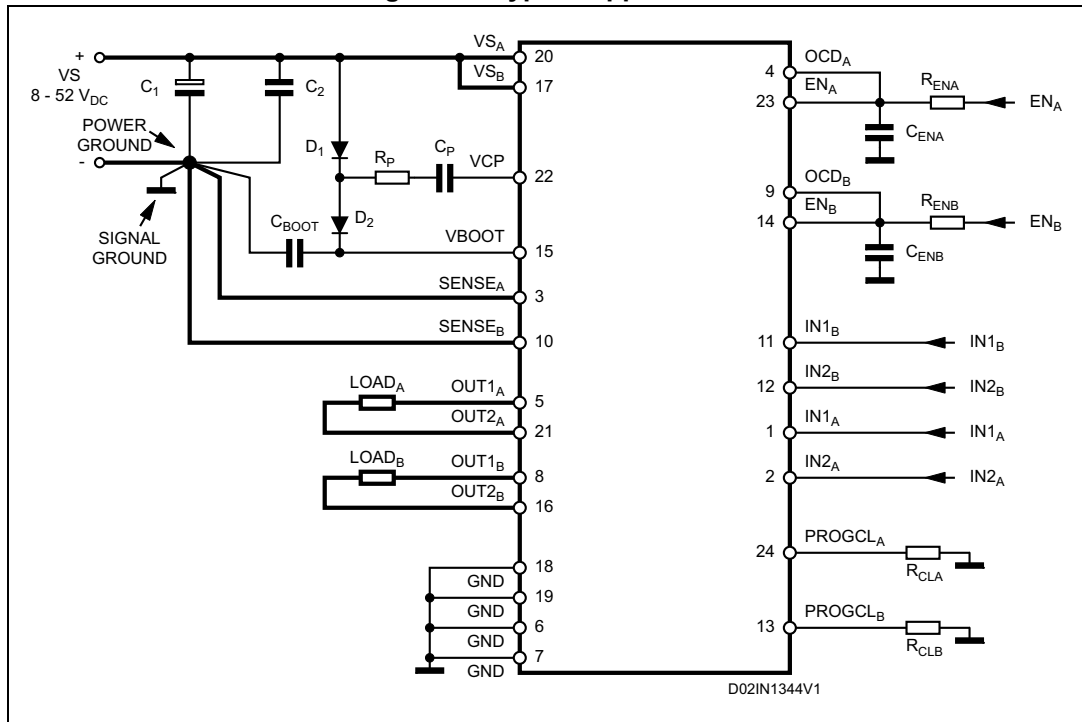 +
VS
8 - 52 VDC
C1
C2
POWER
GROUND
-
SIGNAL
GROUND
D1
RP
CP
VCP
22
D2
CBOOT
VBOOT
15
VSA
20
VSB
17
SENSEA
3
SENSEB
10
LOADA
OUT1A
5
OUT2A
21
LOADB
OUT1B
8
OUT2B
16
18
GND
19
GND
6
GND
7
GND
4
OCDA
23
ENA
RENA
ENA
CENA
9
OCDB
14
ENB
RENB
ENB
CENB
11
IN1B
IN1B
12
IN2B
IN2B
1
IN1A
IN1A
2
IN2A
IN2A
24
PROGCLA
RCLA
13
PROGCLB
RCLB
D02IN1344V1